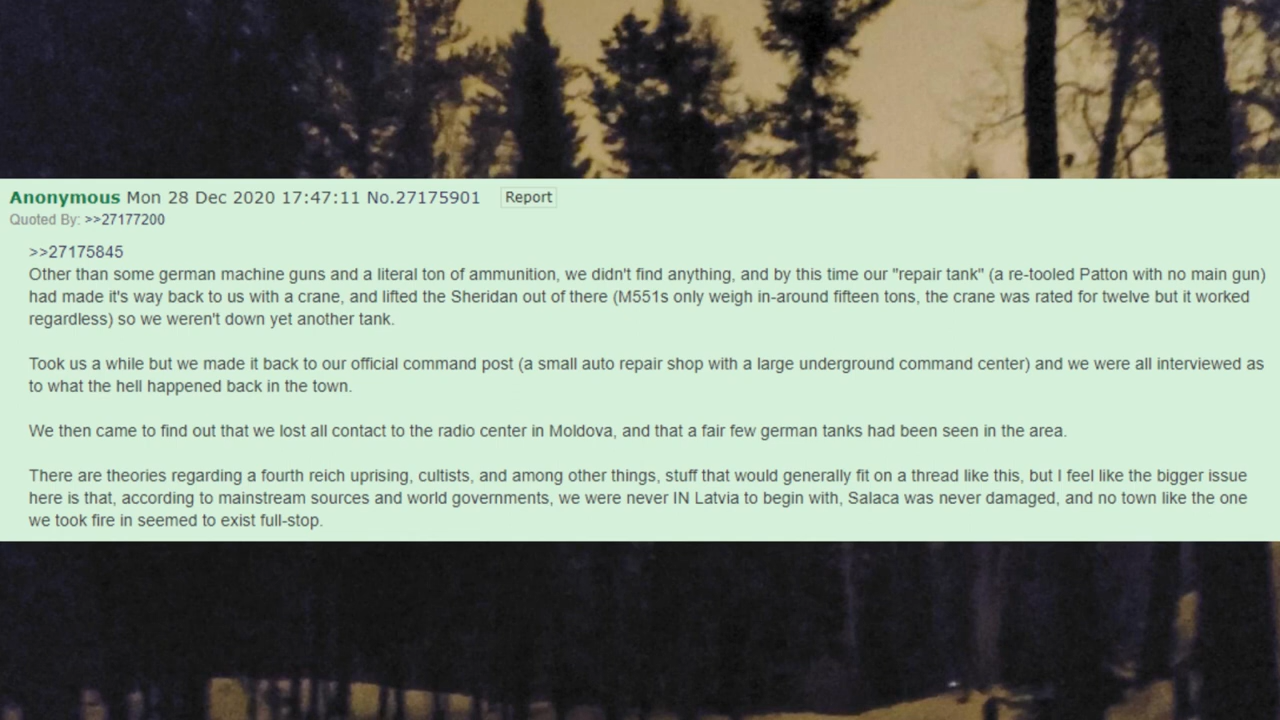 Anonymous Mon 28 Dec 2020 17:47:11 No.27175901 Report
Quoted By: >>27177200
>>27175845
Other than some german machine guns and a literal ton of ammunition, we didn't find anything, and by this time our "repair tank" (a re-tooled Patton with no main gun)
had made it's way back to us with a crane, and lifted the Sheridan out of there (M551s only weigh in-around fifteen tons, the crane was rated for twelve but it worked
regardless) so we weren't down yet another tank.
Took us a while but we made it back to our official command post (a small auto repair shop with a large underground command center) and we were all interviewed as
to what the hell happened back in the town.
We then came to find out that we lost all contact to the radio center in Moldova, and that a fair few german tanks had been seen in the area.
There are theories regarding a fourth reich uprising, cultists, and among other things, stuff that would generally fit on a thread like this, but I feel like the bigger issue
here is that, according to mainstream sources and world governments, we were never IN Latvia to begin with, Salaca was never damaged, and no town like the one
we took fire in seemed to exist full-stop.